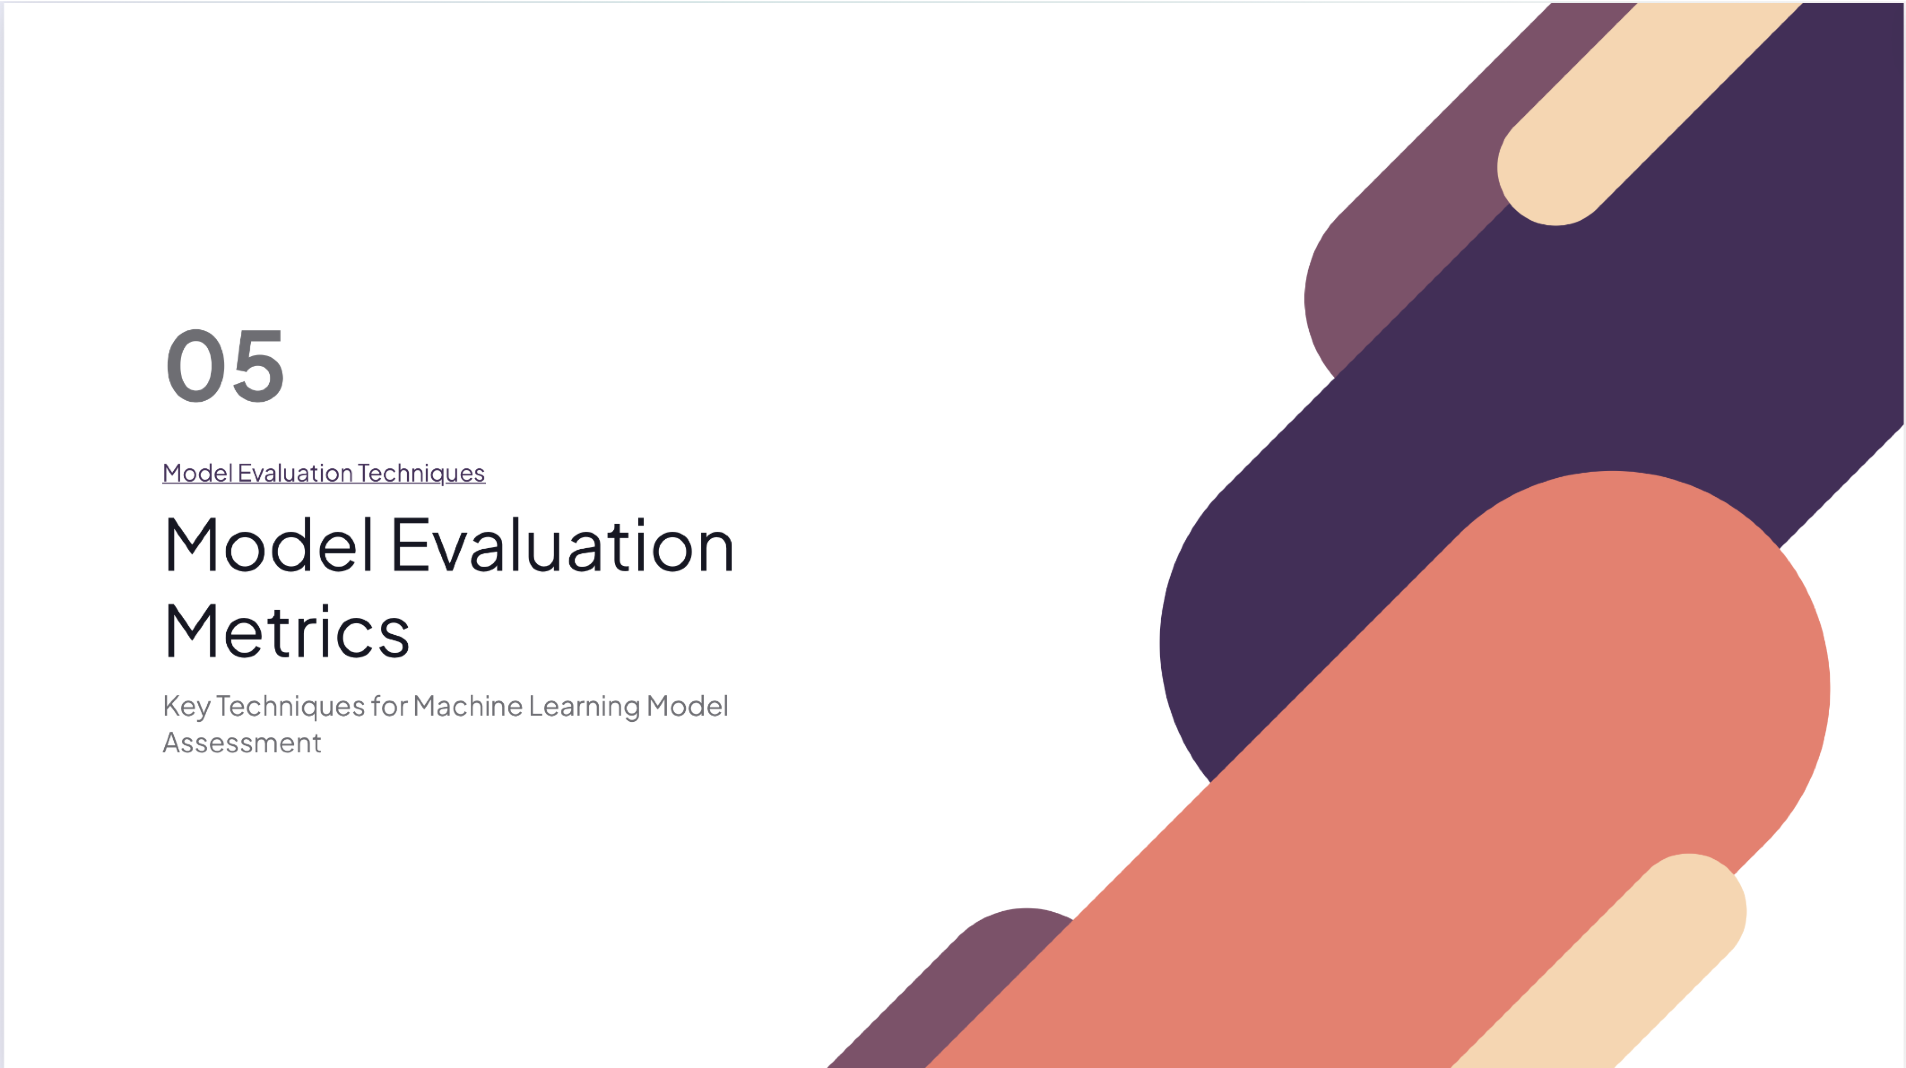 05
Model Evaluation Techniques
Model Evaluation
Metrics
Key Techniques for Machine Learning Model
Assessment